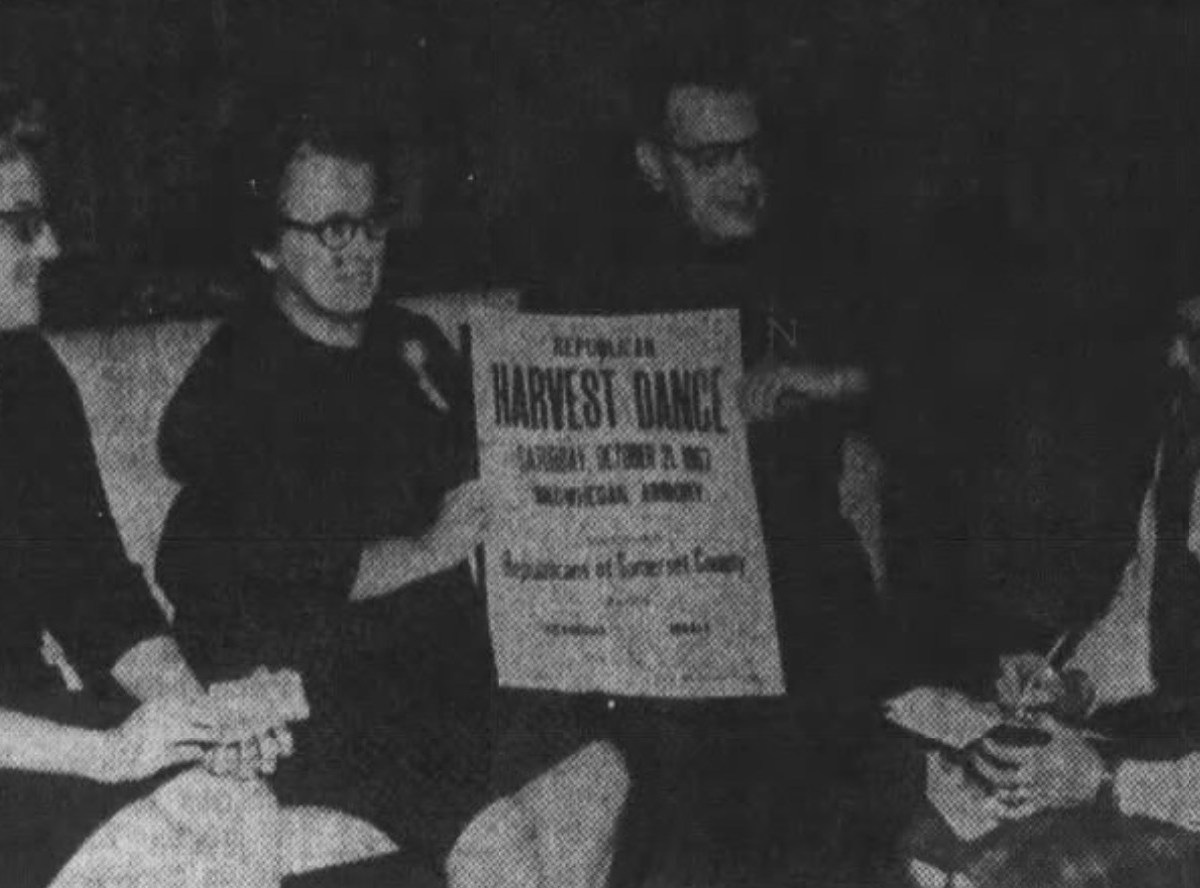 REPUBLICAN
HARVEST DANCE
SATURDAY, OCTOBER 21, 1967
SKOWHEGAN ARMORY
Republicans of Somerset County